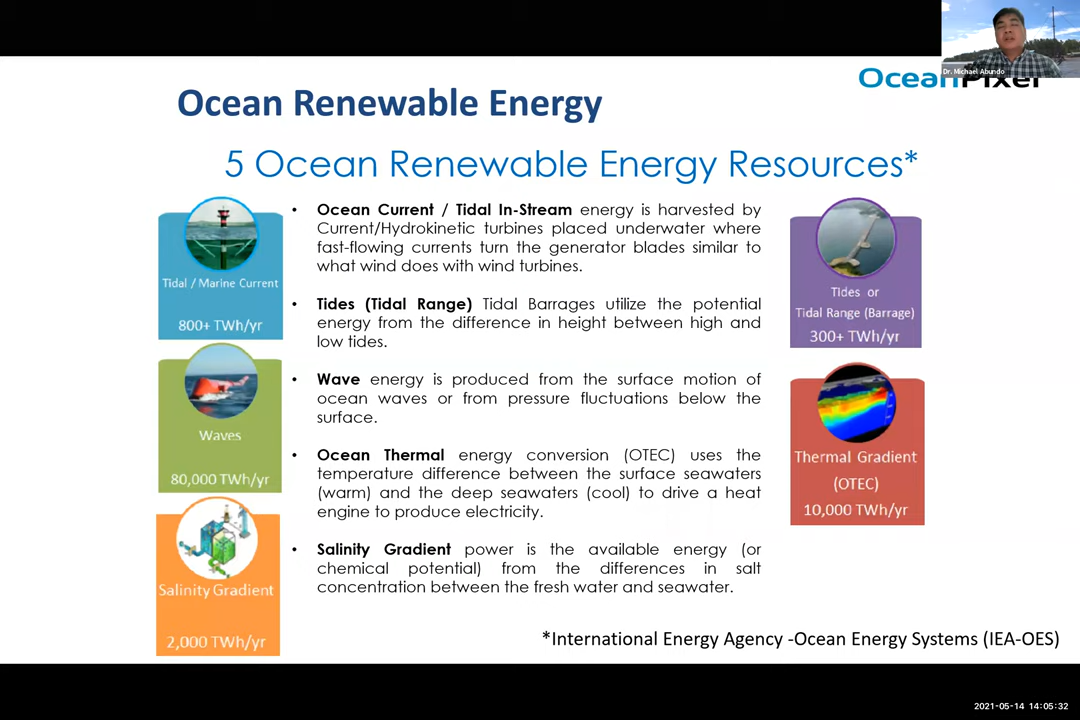 Dr. Michael Abundo
OceanPixel
Ocean Renewable Energy
5 Ocean Renewable Energy Resources*
Tidal / Marine Current
800+ TWh/yr
Waves
80,000 TWh/yr
Salinity Gradient
2,000 TWh/yr
• Ocean Current / Tidal In-Stream energy is harvested by
Current/Hydrokinetic turbines placed underwater where
fast-flowing currents turn the generator blades similar to
what wind does with wind turbines.
• Tides (Tidal Range) Tidal Barrages utilize the potential
energy from the difference in height between high and
low tides.
• Wave energy is produced from the surface motion of
ocean waves or from pressure fluctuations below the
surface.
• Ocean Thermal energy conversion (OTEC) uses the
temperature difference between the surface seawaters
(warm) and the deep seawaters (cool) to drive a heat
engine to produce electricity.
• Salinity Gradient power is the available energy (or
chemical potential) from the differences in salt
concentration between the fresh water and seawater.
Tides or
Tidal Range (Barrage)
300+ TWh/yr
Thermal Gradient
(OTEC)
10,000 TWh/yr
*International Energy Agency -Ocean Energy Systems (IEA-OES)
2021-05-14 14:05:32